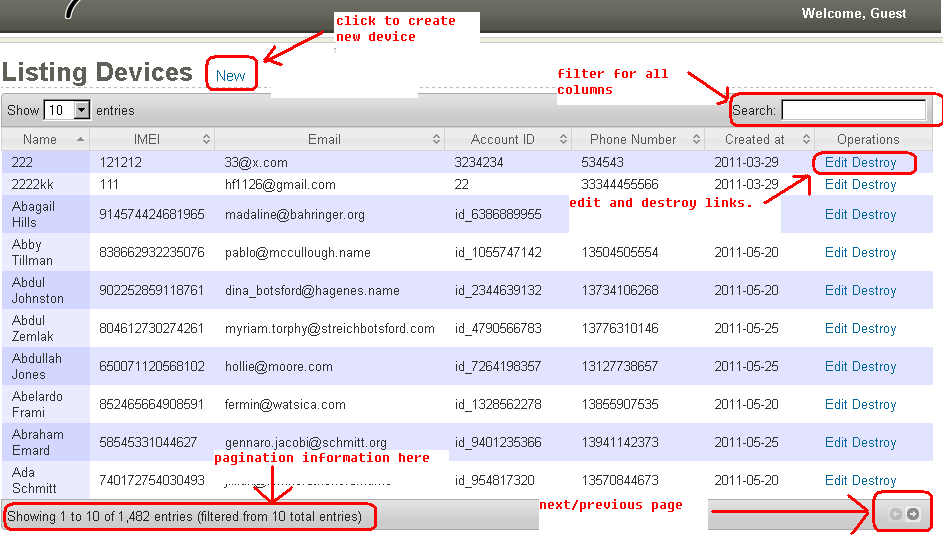 Welcome, Guest
click to create
new device
Listing Devices New
filter for all
columns
Show 10 entries Search:
Name IMEI Email Account ID Phone Number Created at Operations
222 121212 33@x.com 3234234 534543 2011-03-29 Edit Destroy
2222kk 111 hf1126@gmail.com 22 33344455566 2011-03-29 Edit Destroy
edit and destroy links.
Abagail
Hills 914574424681965 madaline@bahringer.org id_6386889955 Edit Destroy
Abby
Tillman 838662932235076 pablo@mccullough.name id_1055747142 13504505554 2011-05-20 Edit Destroy
Abdul
Johnston 902252859118761 dina_botsford@hagenes.name id_2344639132 13734106268 2011-05-20 Edit Destroy
Abdul
Zemlak 804612730274261 myriam.torphy@streichbotsford.com id_4790566783 13776310146 2011-05-25 Edit Destroy
Abdullah
Jones 650071120568102 hollie@moore.com id_7264198357 13127738657 2011-05-25 Edit Destroy
Abelardo
Frami 852465664908591 fermin@watsica.com id_1328562278 13855907535 2011-05-20 Edit Destroy
Abraham
Emard 58545331044627 gennaro.jacobi@schmitt.org id_9401235366 13941142373 2011-05-25 Edit Destroy
pagination information here
Ada
Schmitt 740172754030493 id_954817320 13570844673 2011-05-20 Edit Destroy
next/previous page
Showing 1 to 10 of 1,482 entries (filtered from 10 total entries)